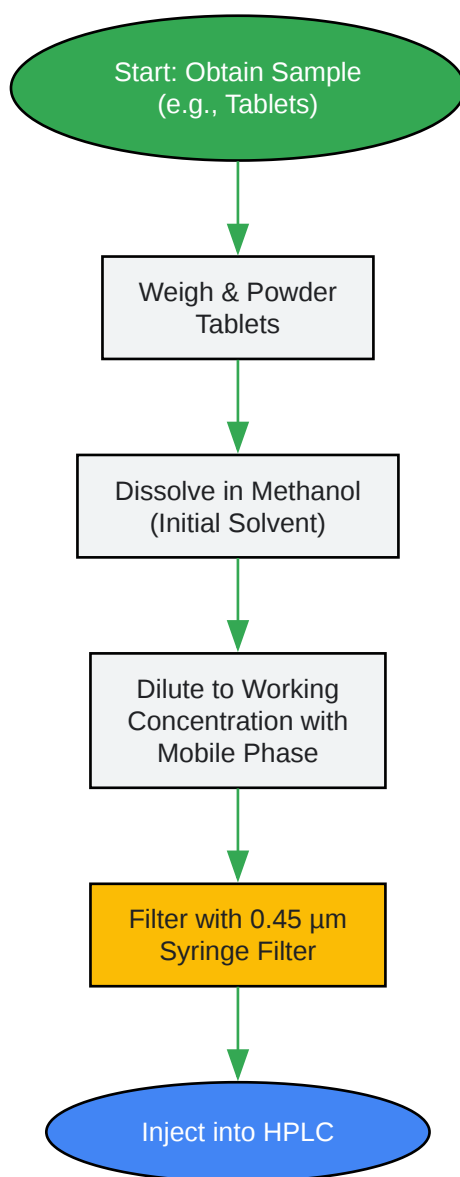 Start: Obtain Sample
(e.g., Tablets)
Weigh & Powder
Tablets
Dissolve in Methanol
(Initial Solvent)
Dilute to Working
Concentration with
Mobile Phase
Filter with 0.45 µm
Syringe Filter
Inject into HPLC